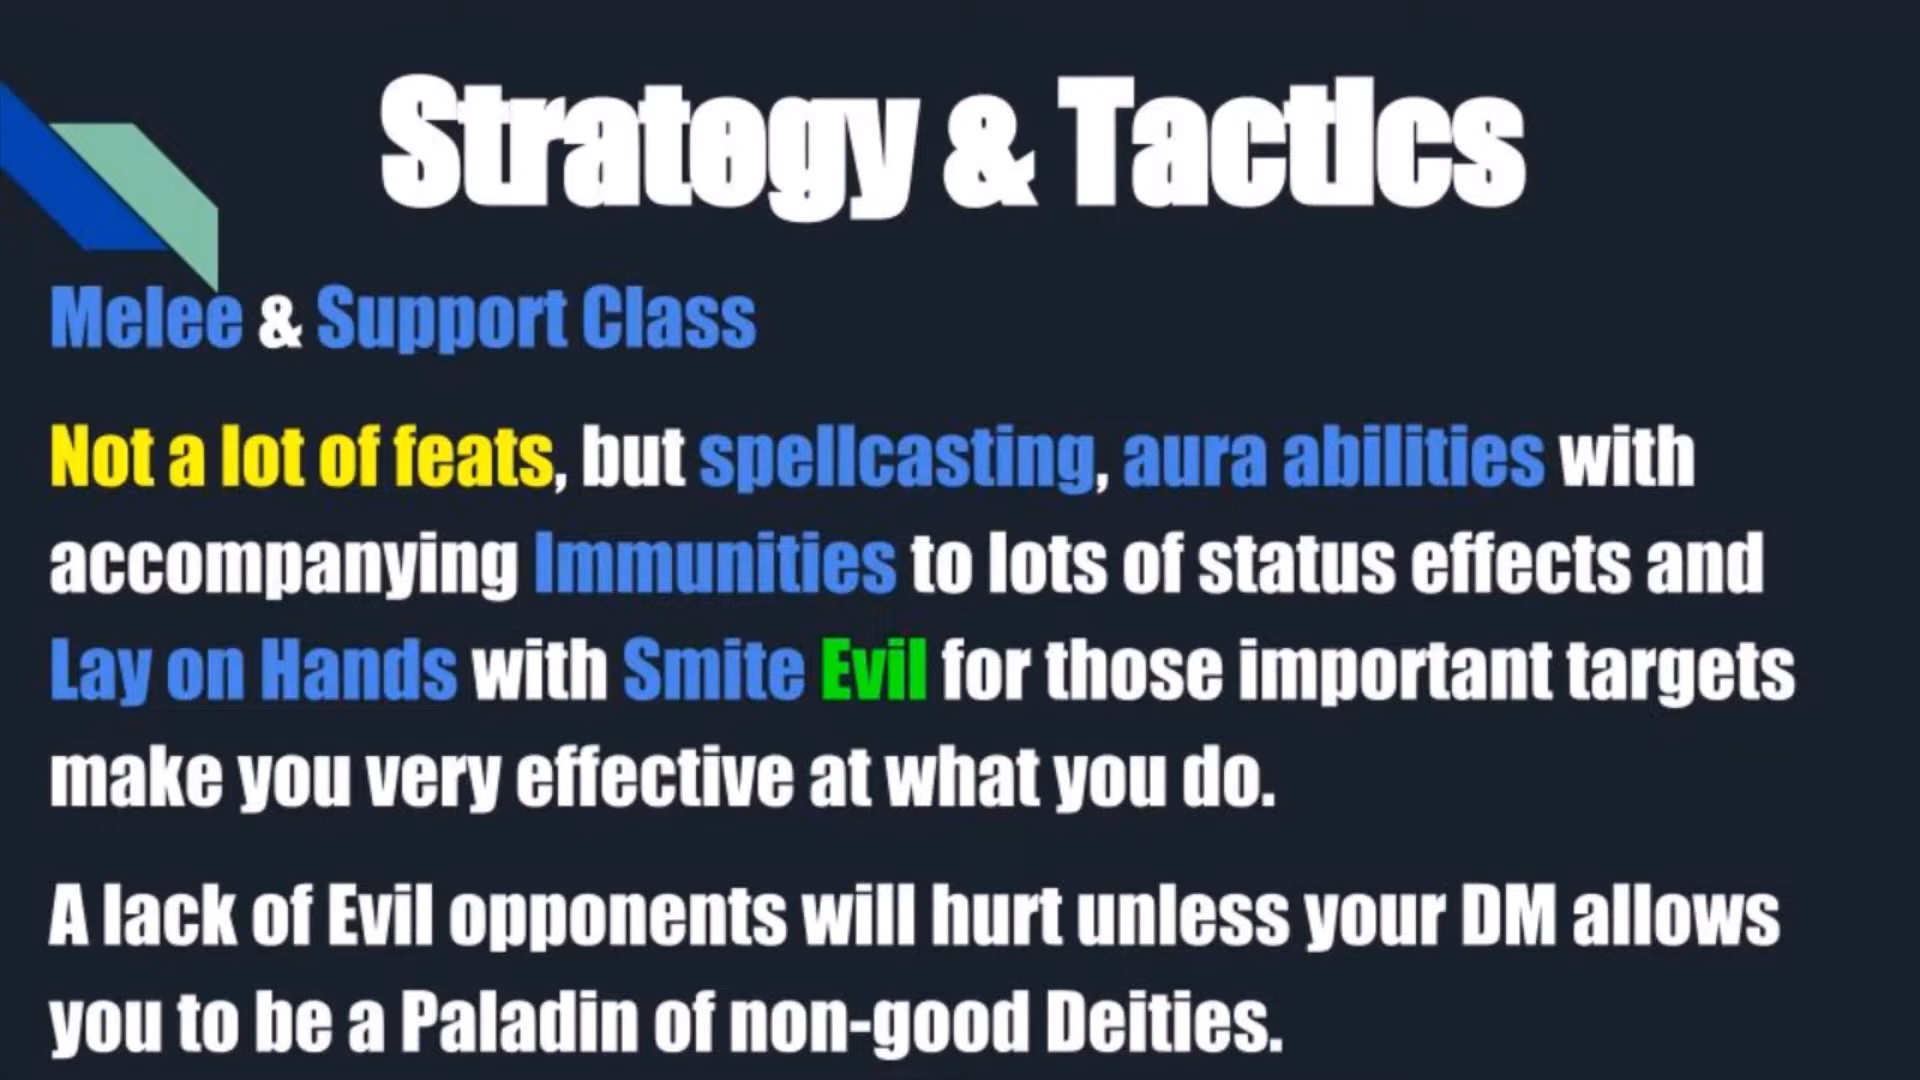 Strategy & Tactics
Melee & Support Class
Not a lot of feats, but spellcasting, aura abilities with
accompanying Immunities to lots of status effects and
Lay on Hands with Smite Evil for those important targets
make you very effective at what you do.
A lack of Evil opponents will hurt unless your DM allows
you to be a Paladin of non-good Deities.